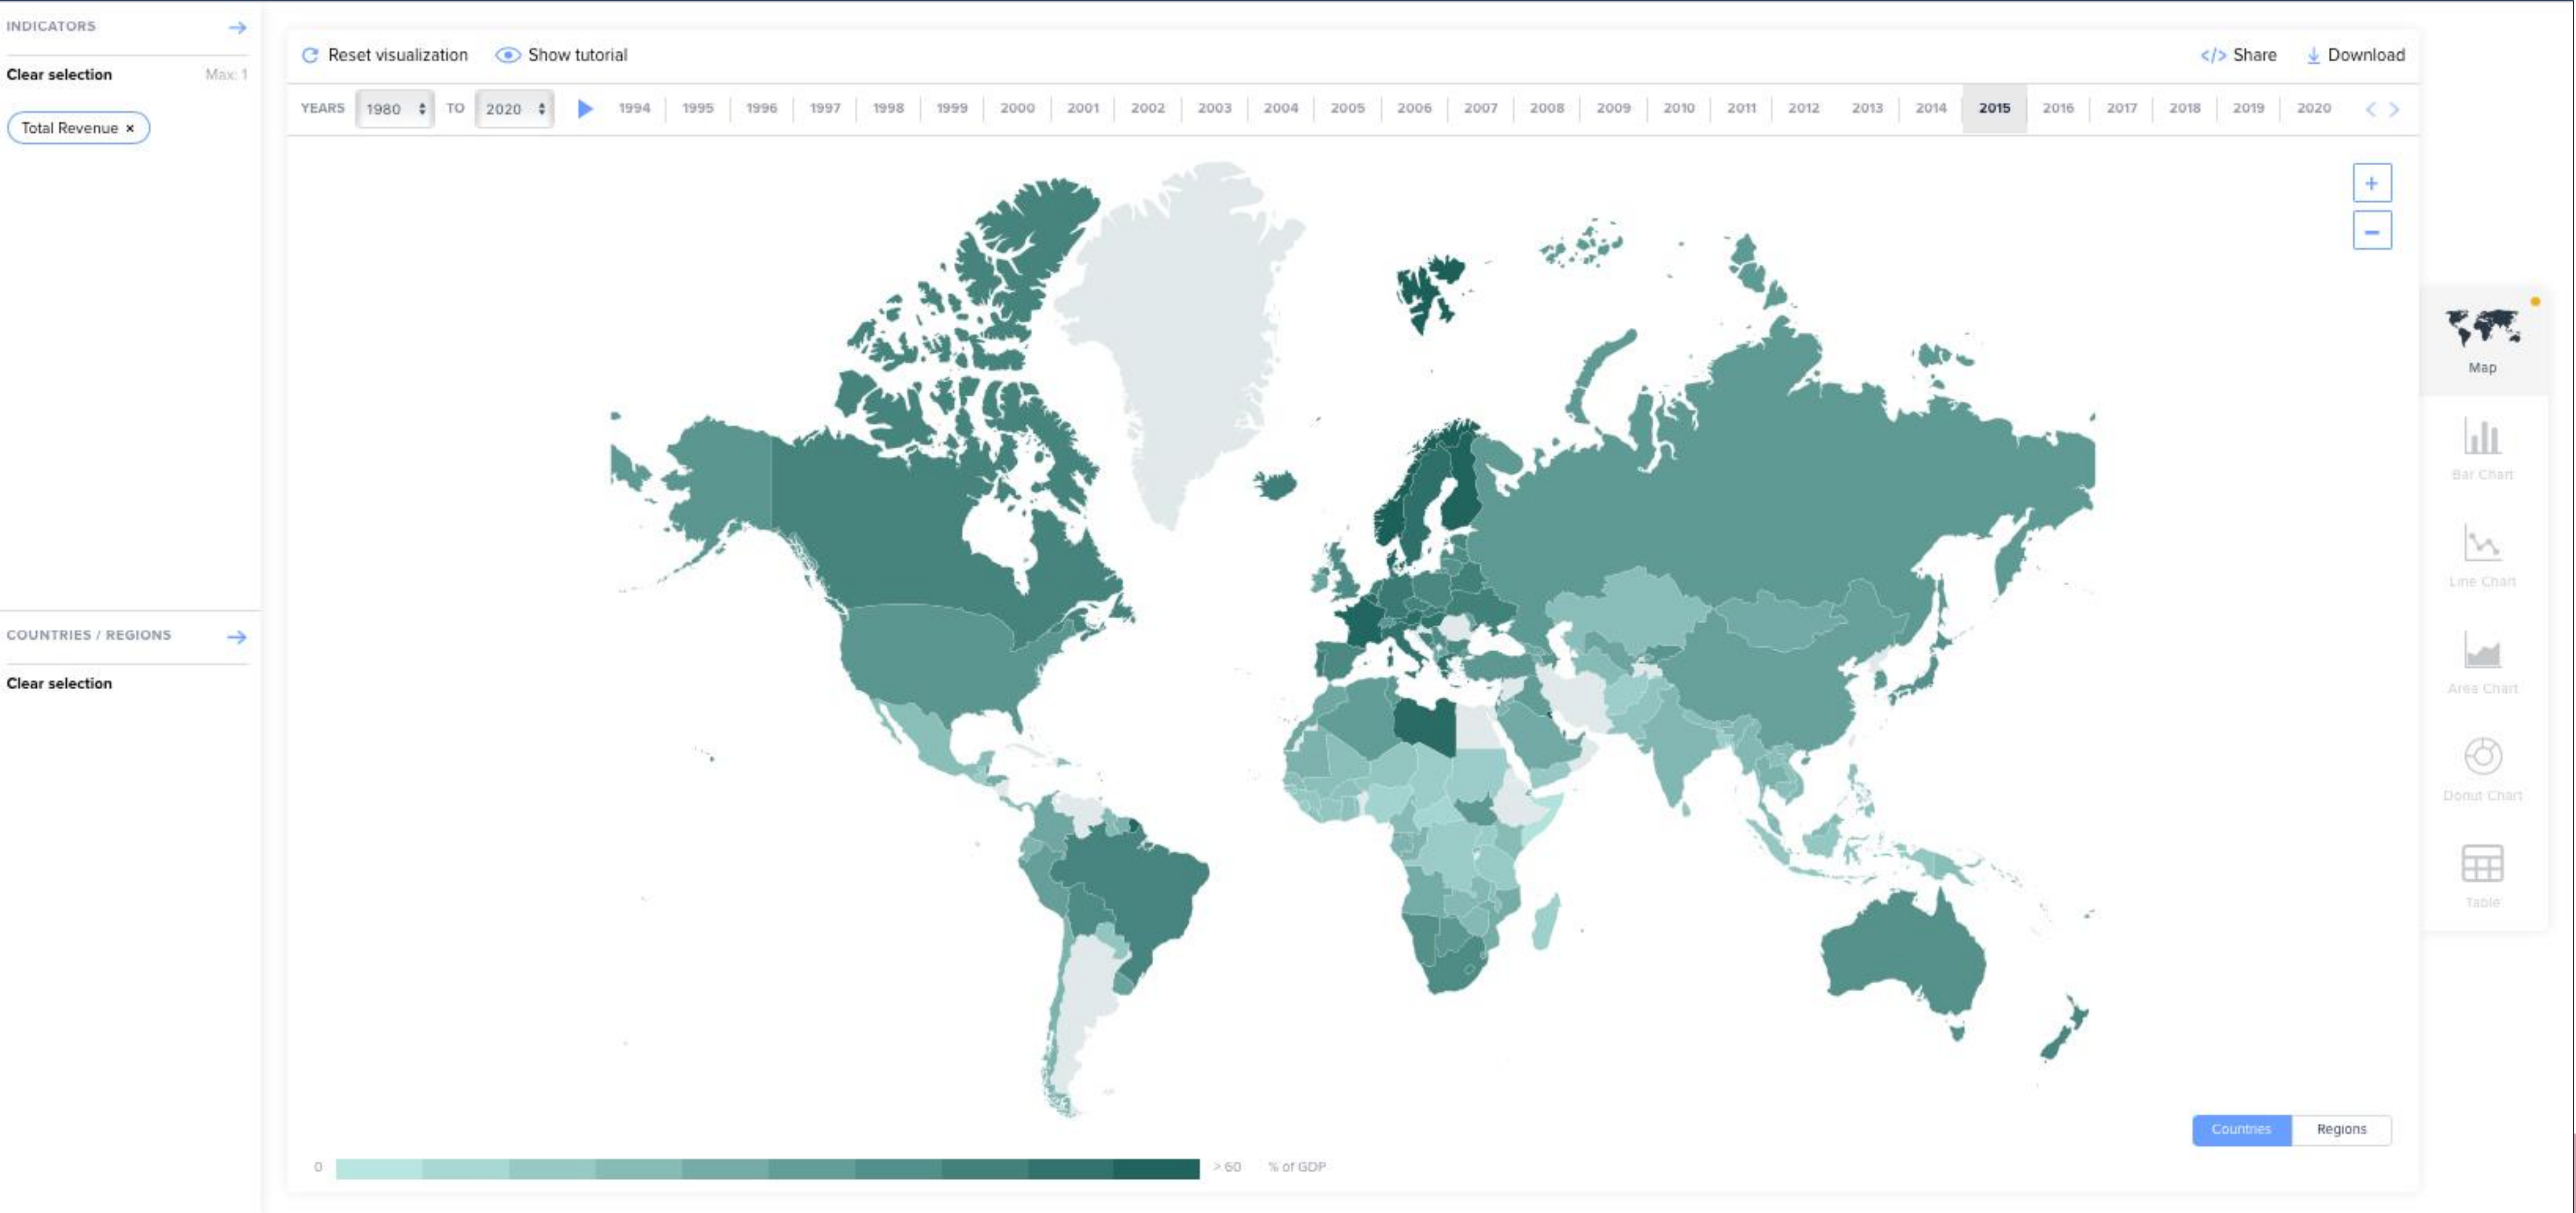 INDICATORS
Clear selection Max: 1
Total Revenue ×
COUNTRIES / REGIONS
Clear selection
Reset visualization Show tutorial </> Share Download
YEARS 1980 TO 2020 1994 1995 1996 1997 1998 1999 2000 2001 2002 2003 2004 2005 2006 2007 2008 2009 2010 2011 2012 2013 2014 2015 2016 2017 2018 2019 2020 < >
+
−
Map
Bar Chart
Line Chart
Area Chart
Donut Chart
Table
Countries Regions
0 > 60 % of GDP